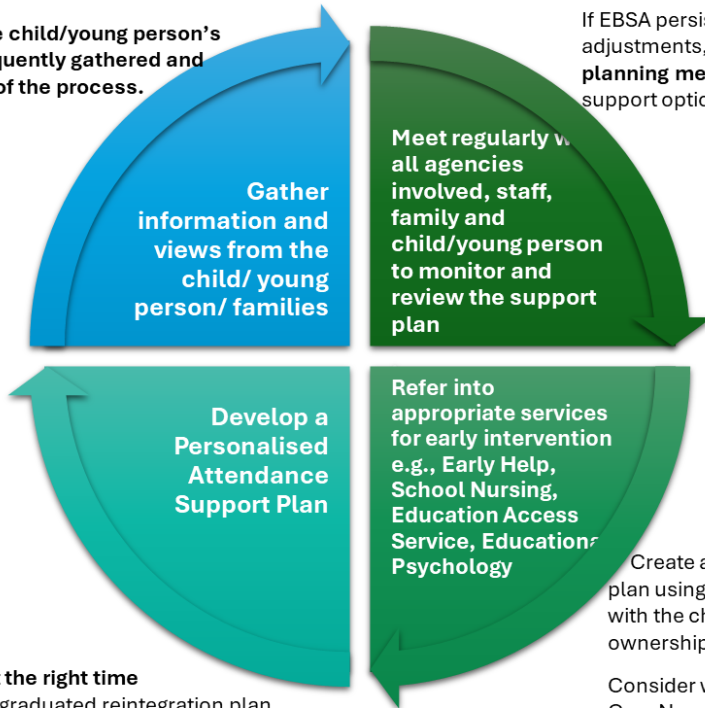 e child/young person's
quently gathered and
of the process.
If EBSA persis
adjustments,
planning me
support optic
Gather
information and
views from the
child/ young
person/ families
Meet regularly w
all agencies
involved, staff,
family and
child/young person
to monitor and
review the support
plan
Develop a
Personalised
Attendance
Support Plan
Refer into
appropriate services
for early intervention
e.g., Early Help,
School Nursing,
Education Access
Service, Educationa
Psychology
Create a
plan using
with the ch
ownership
Consider w
t the right time
graduated reintegration plan